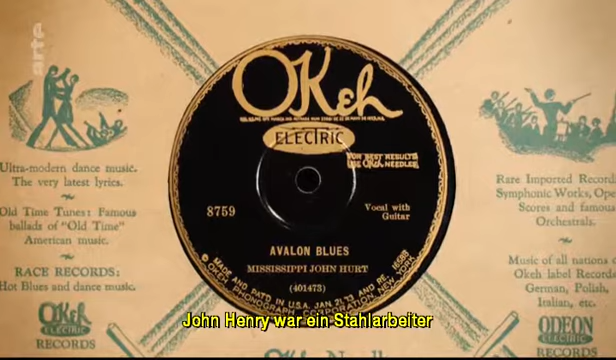 arte
OKeh
ELECTRIC
FOR BEST RESULTS
USE OKeh NEEDLES
8759
Vocal with
Guitar
AVALON BLUES
MISSISSIPPI JOHN HURT
(401473)
MADE AND PATD IN U.S.A. JAN. 21, '13 AND RE. 16588
OKEH PHONOGRAPH CORPORATION, NEW YORK
Ultra-modern dance music.
The very latest lyrics.
Old Time Tunes: Famous
ballads of "Old Time"
American music.
RACE RECORDS:
Hot Blues and dance music.
OKeh
ELECTRIC
RECORDS
Rare Imported Record
Symphonic Works, Ope
Scores and famous
Orchestrals.
Music of all nations o
OKeh label Record
German, Polish,
Italian, etc.
ODEON
ELECTRIC
RECORDS
John Henry war ein Stahlarbeiter